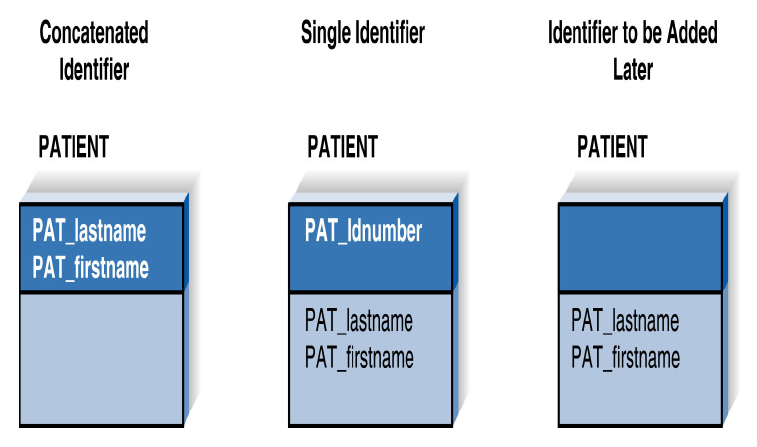 Concatenated
Identifier
PATIENT
PAT_lastname
PAT_firstname
Single Identifier
PATIENT
PAT_Idnumber
PAT_lastname
PAT_firstname
Identifier to be Added
Later
PATIENT
PAT_lastname
PAT_firstname